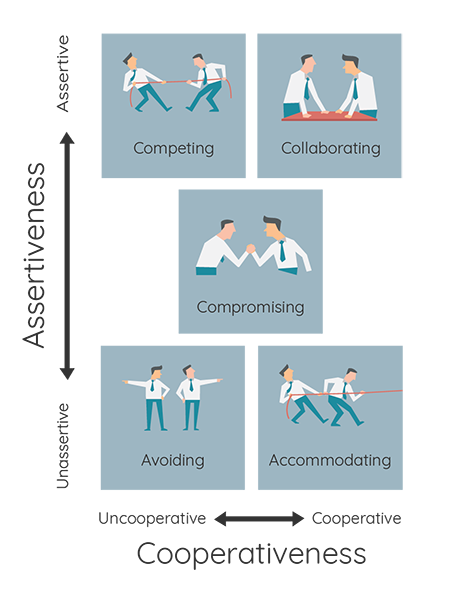 Assertive
Competing
Collaborating
Assertiveness
Compromising
Unassertive
Avoiding
Accommodating
Uncooperative
Cooperative
Cooperativeness